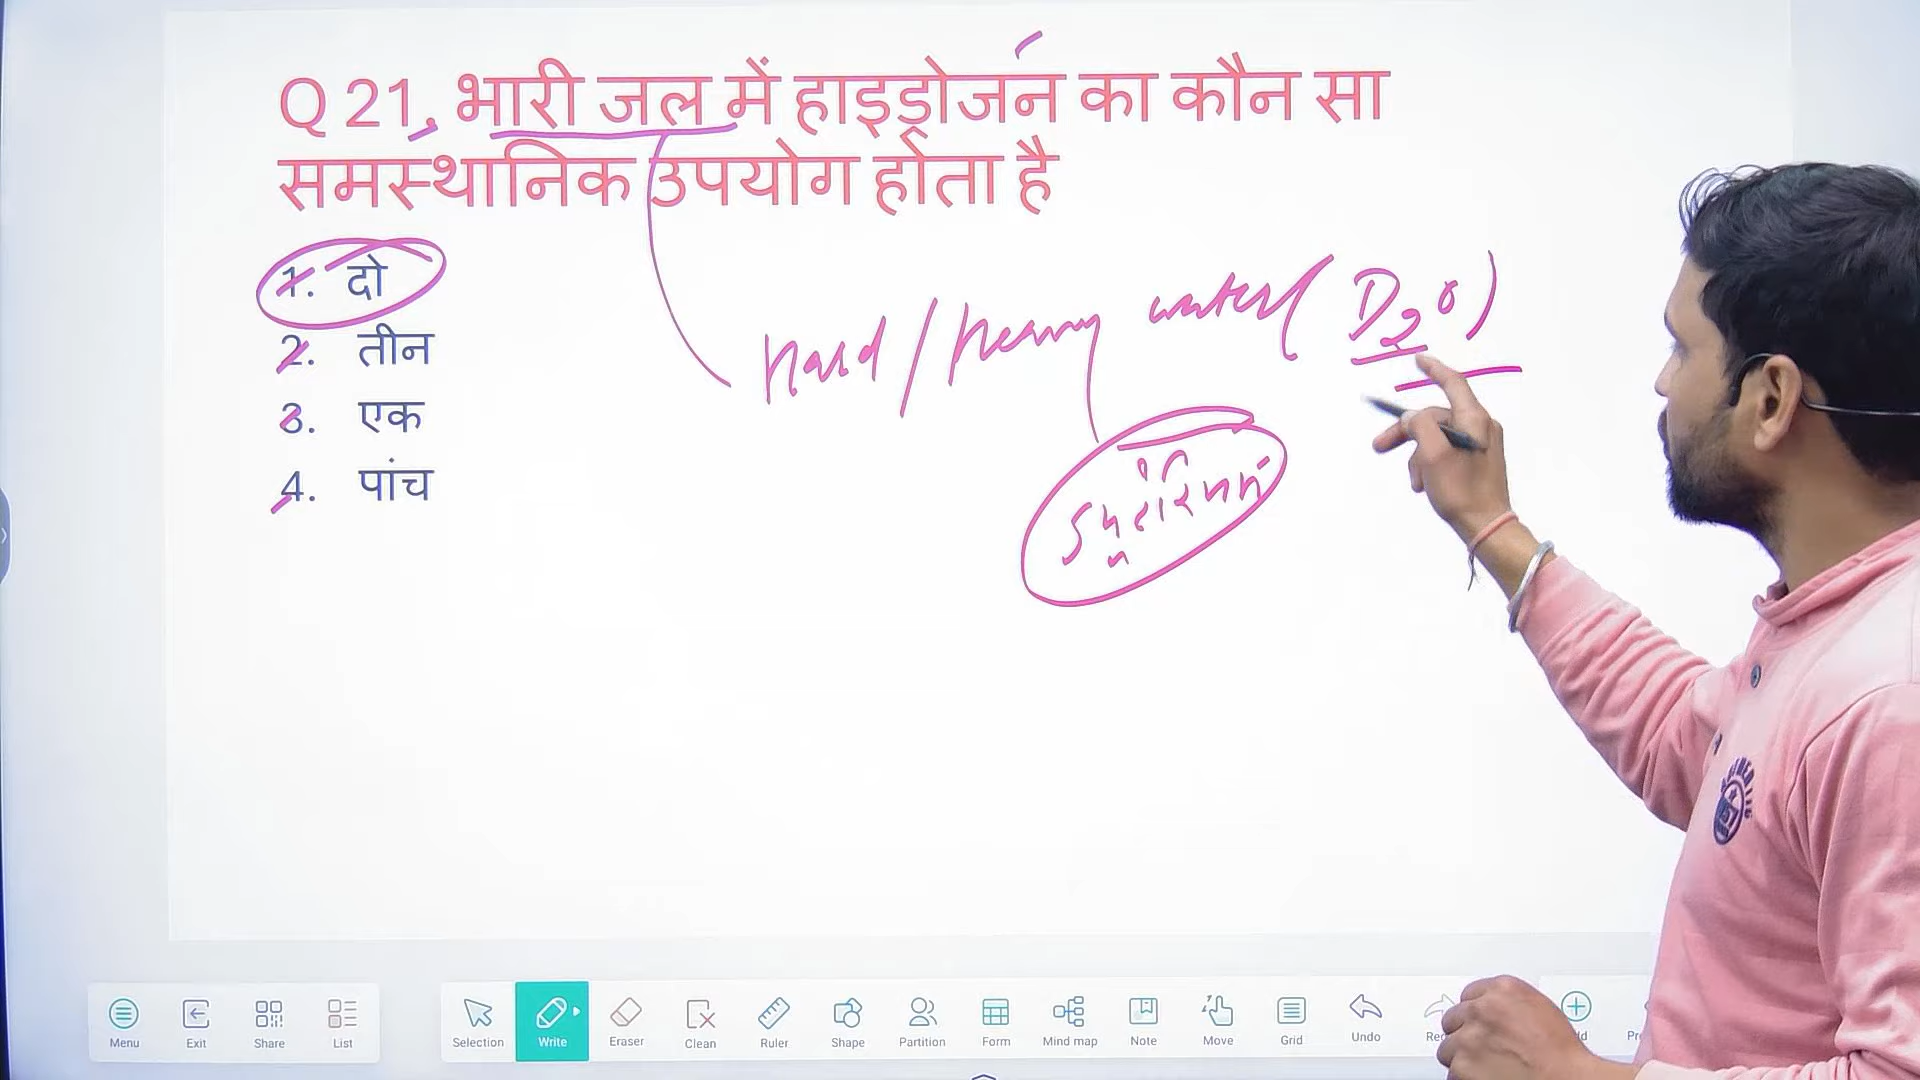 Q 21. भारी जल में हाइड्रोजन का कौन सा
समस्थानिक उपयोग होता है
1. दो
2. तीन
3. एक
4. पांच
Hard / Heavy water ( D2O )
Menu
Exit
Share
List
Selection
Write
Eraser
Clean
Ruler
Shape
Partition
Form
Mind map
Note
Move
Grid
Undo